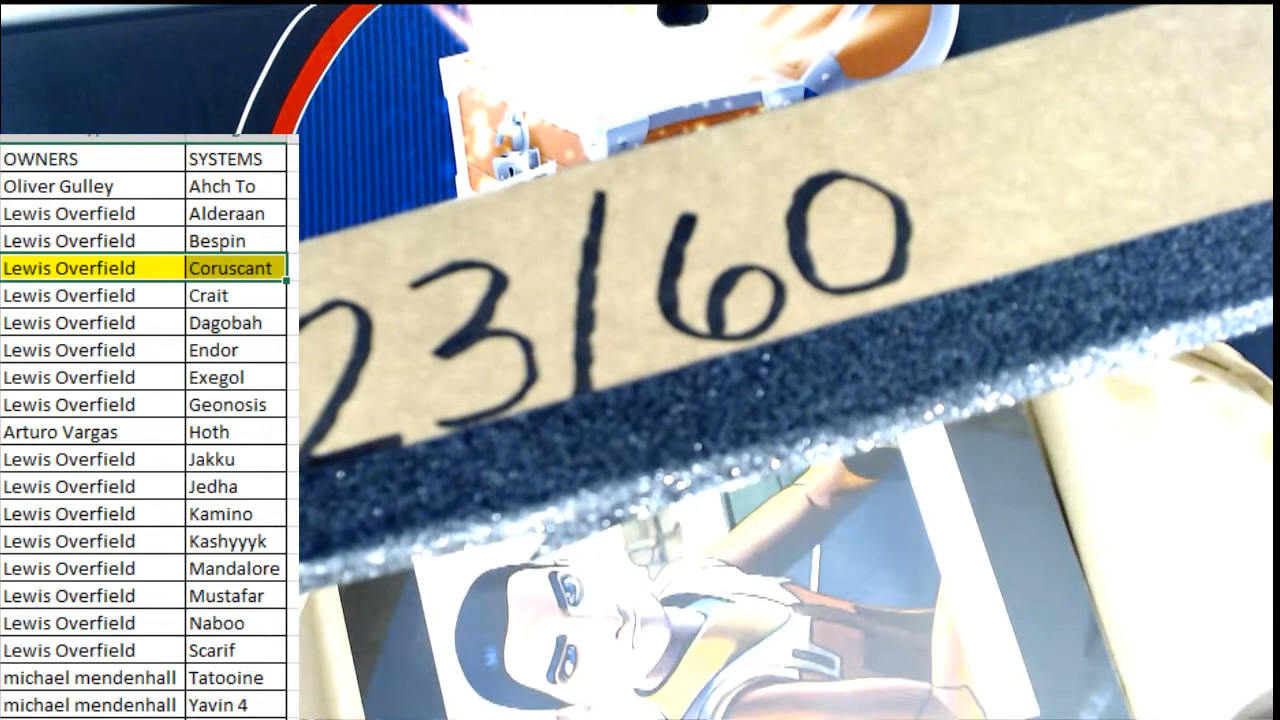 OWNERS SYSTEMS
Oliver Gulley Ahch To
Lewis Overfield Alderaan
Lewis Overfield Bespin
Lewis Overfield Coruscant
Lewis Overfield Crait
Lewis Overfield Dagobah
Lewis Overfield Endor
Lewis Overfield Exegol
Lewis Overfield Geonosis
Arturo Vargas Hoth
Lewis Overfield Jakku
Lewis Overfield Jedha
Lewis Overfield Kamino
Lewis Overfield Kashyyyk
Lewis Overfield Mandalore
Lewis Overfield Mustafar
Lewis Overfield Naboo
Lewis Overfield Scarif
michael mendenhall Tatooine
michael mendenhall Yavin 4
23/60